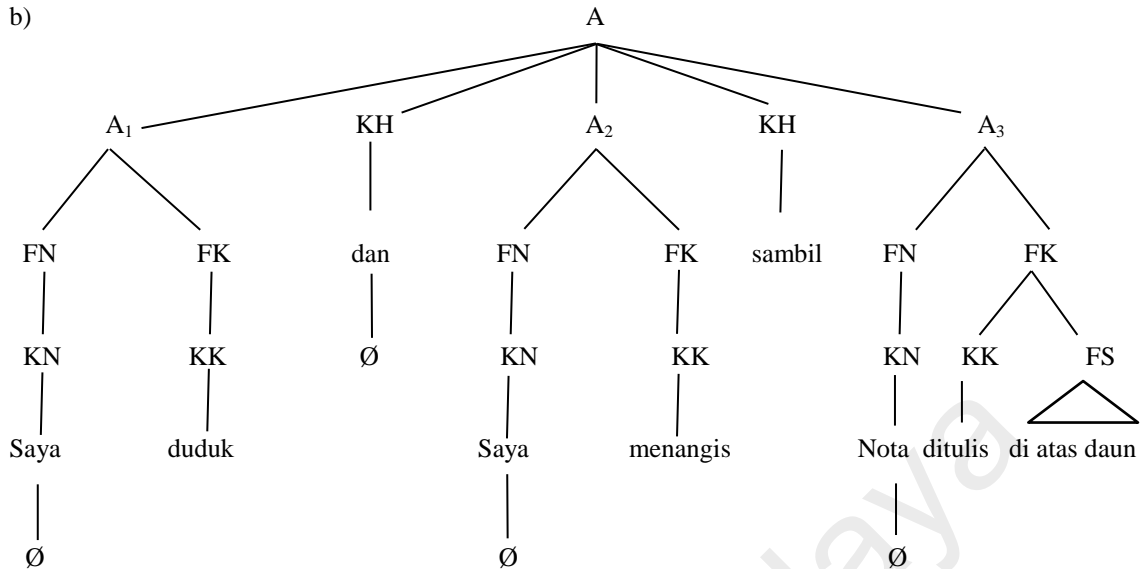 b) A
A₁ KH A₂ KH A₃
FN FK dan FN FK sambil FN FK
KN KK Ø KN KK KN KK FS
Saya duduk Saya menangis Nota ditulis di atas daun
Ø Ø Ø
laya